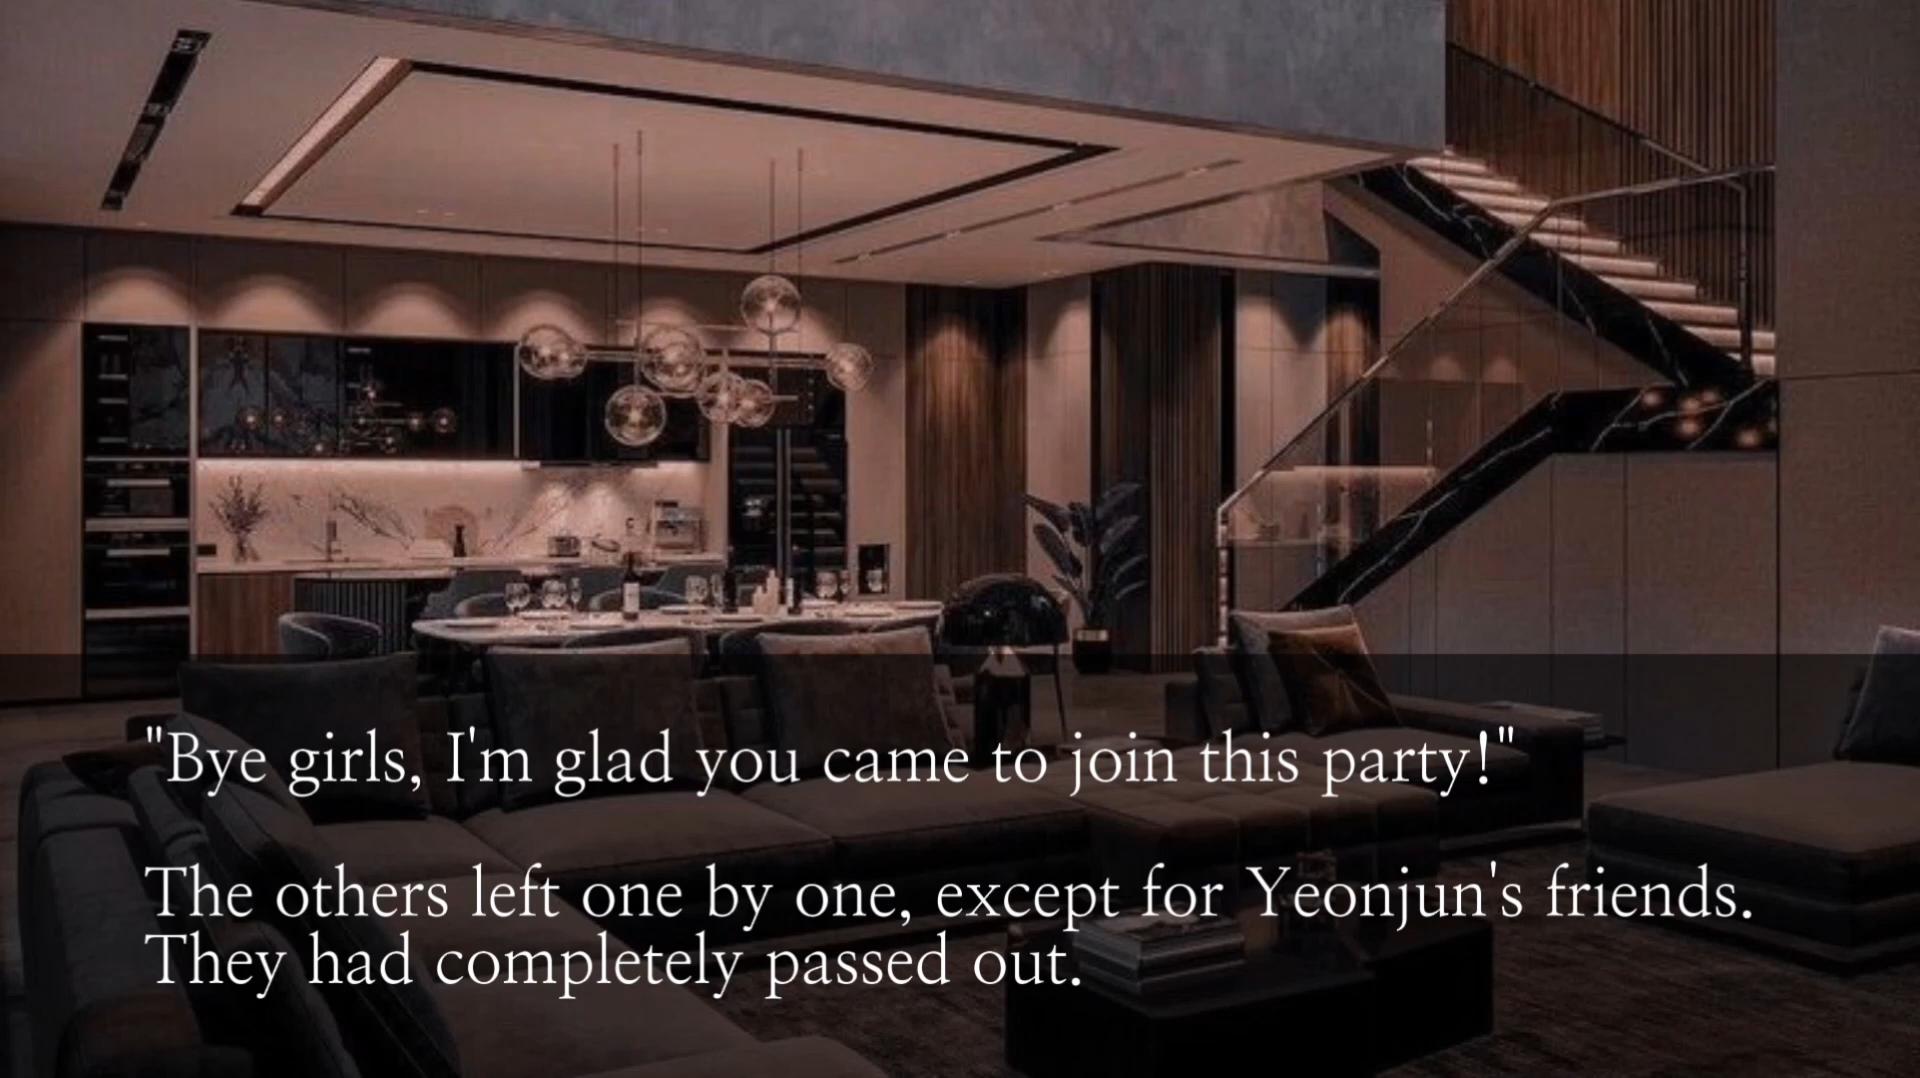 "Bye girls, I'm glad you came to join this party!"
The others left one by one, except for Yeonjun's friends.
They had completely passed out.